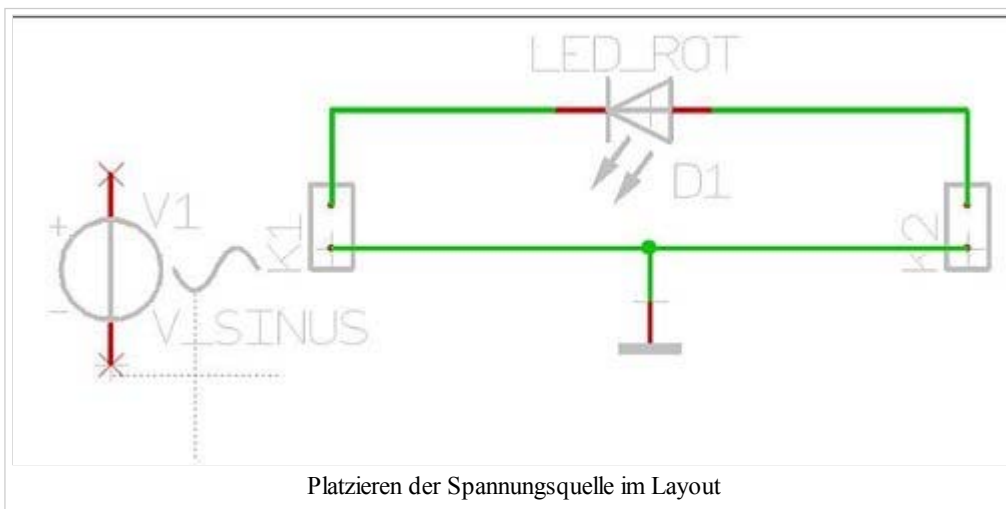 LED_ROT
D1
V1
+
-
V_SINUS
K1
K2
Platzieren der Spannungsquelle im Layout